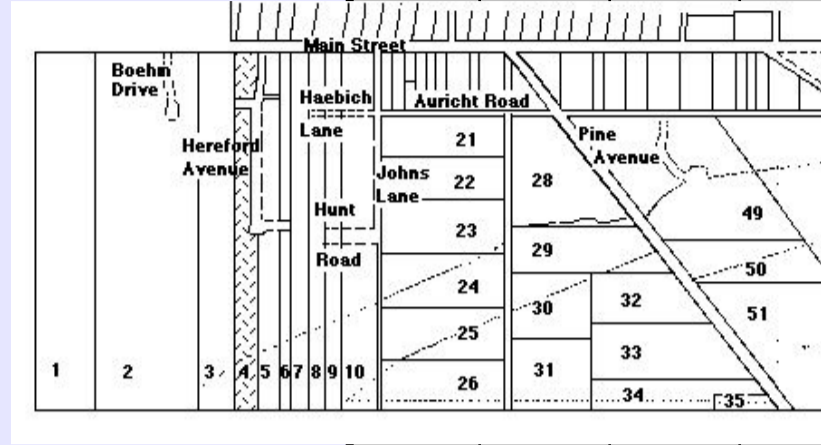 Main Street
Boehm
Drive
Haebich
Lane
Auricht Road
Hereford
Avenue
Johns
Lane
Pine
Avenue
Hunt
Road
21
22
23
24
25
26
28
29
30
31
32
33
34
35
49
50
51
1
2
3
4
5
6
7
8
9
10